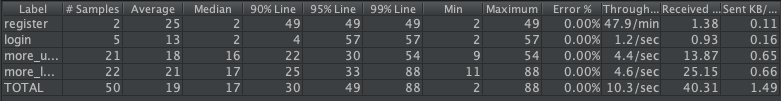 Label # Samples Average Median 90% Line 95% Line 99% Line Min Maximum Error % Through... Received ... Sent KB/...
register 2 25 2 49 49 49 2 49 0.00% 47.9/min 1.38 0.11
login 5 13 2 4 57 57 2 57 0.00% 1.2/sec 0.93 0.16
more_u... 21 18 16 22 30 54 9 54 0.00% 4.4/sec 13.87 0.65
more_l... 22 21 17 25 33 88 11 88 0.00% 4.6/sec 25.15 0.66
TOTAL 50 19 17 30 49 88 2 88 0.00% 10.3/sec 40.31 1.49